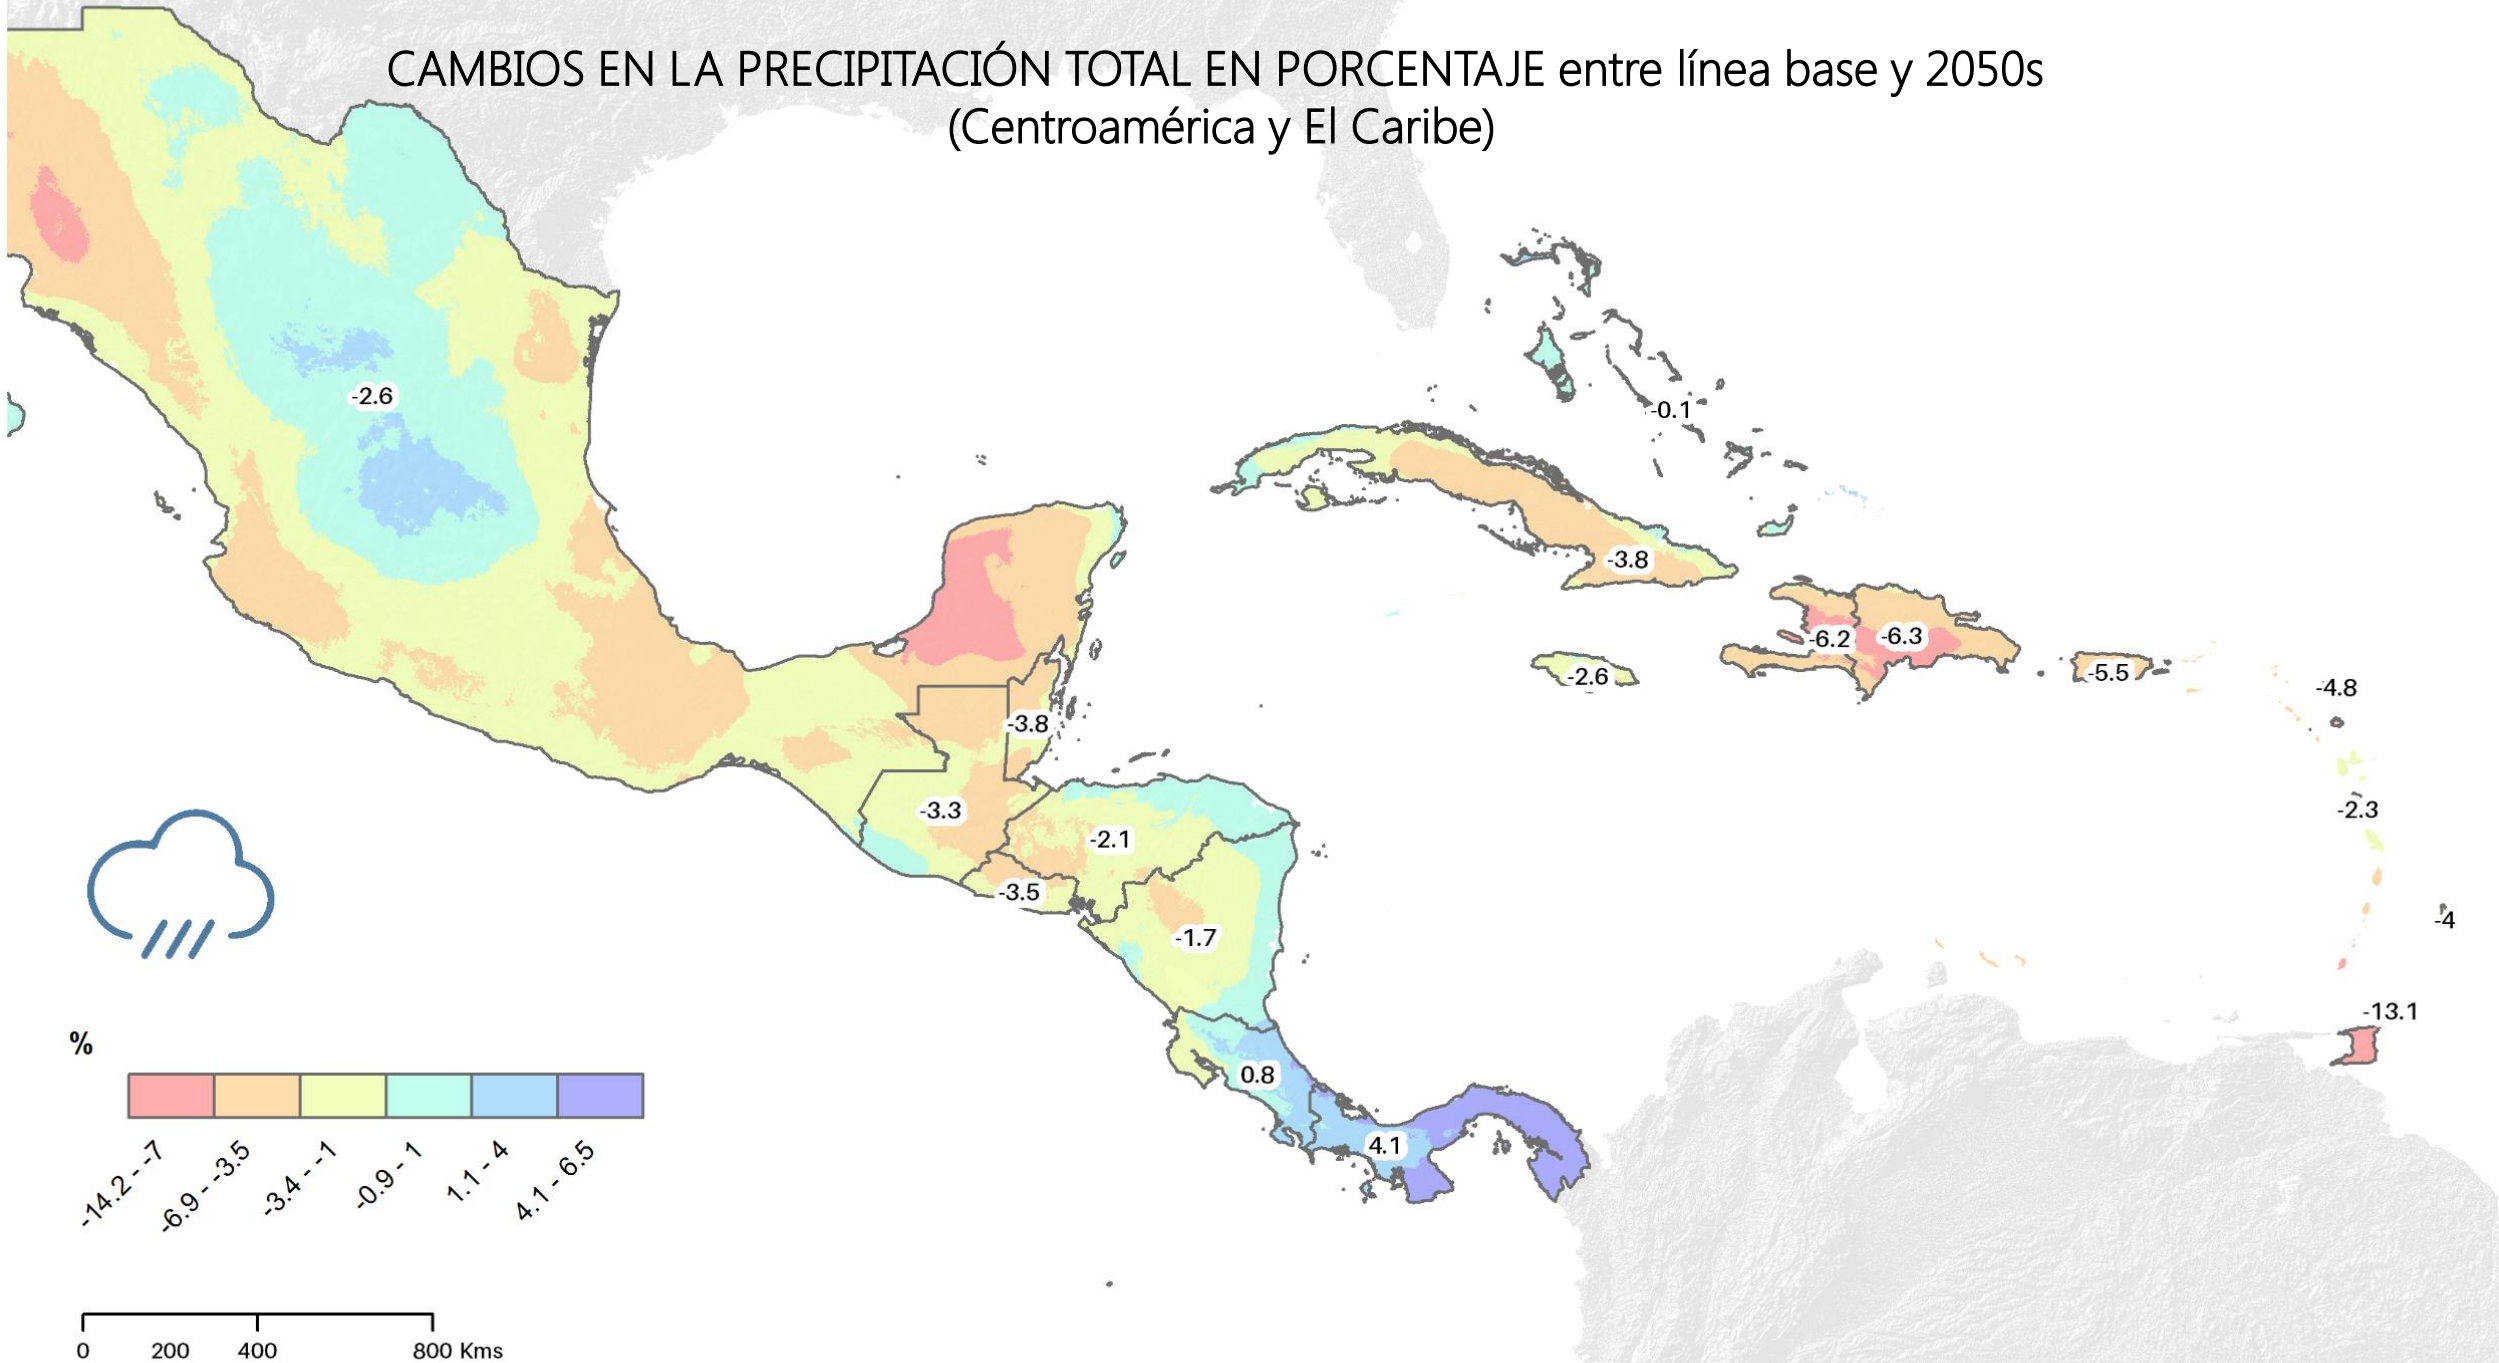 CAMBIOS EN LA PRECIPITACIÓN TOTAL EN PORCENTAJE entre línea base y 2050s
(Centroamérica y El Caribe)
-2.6
-0.1
-3.8
-6.2
-6.3
-2.6
-5.5
-4.8
-3.8
-3.3
-2.3
-2.1
-3.5
-4
-1.7
-13.1
0.8
4.1
%
-14.2 - -7
-6.9 - -3.5
-3.4 - -1
-0.9 - 1
1.1 - 4
4.1 - 6.5
0 200 400 800 Kms